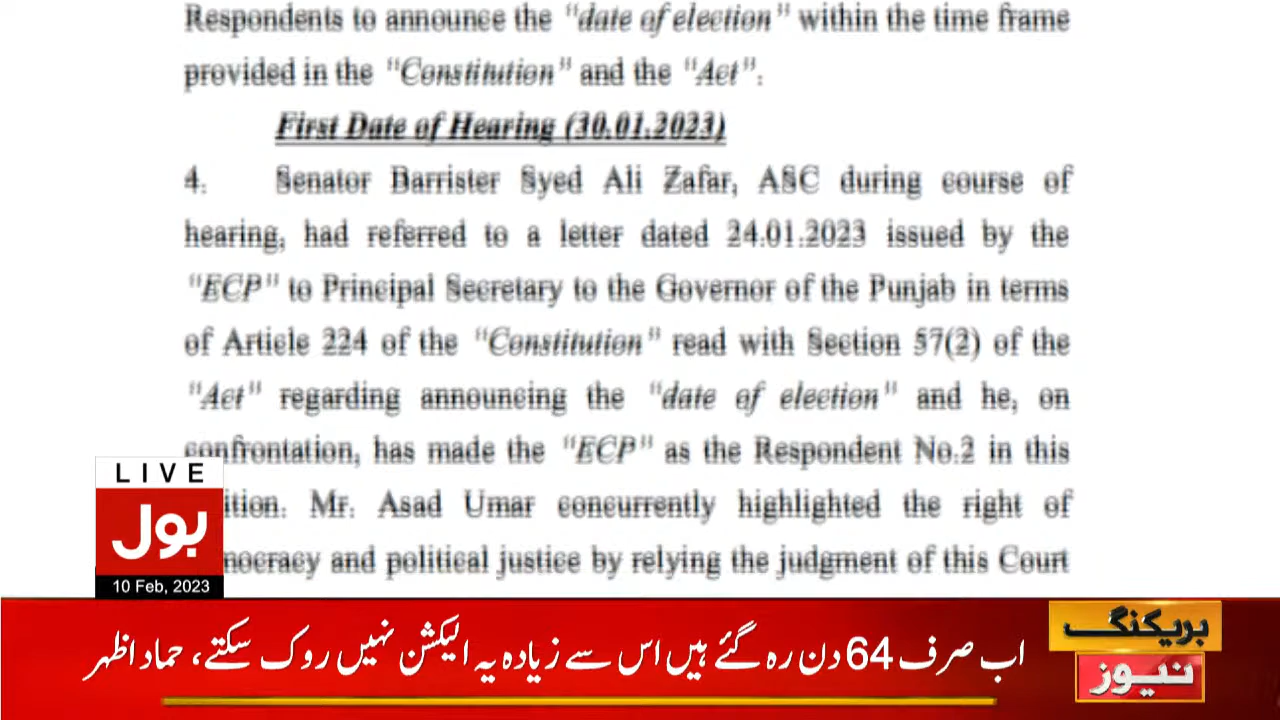 Respondents to announce the "date of election" within the time frame
provided in the "Constitution" and the "Act".
First Date of Hearing (30.01.2023)
4. Senator Barrister Syed Ali Zafar, ASC during course of
hearing, had referred to a letter dated 24.01.2023 issued by the
"ECP" to Principal Secretary to the Governor of the Punjab in terms
of Article 224 of the "Constitution" read with Section 57(2) of the
"Act" regarding announcing the "date of election" and he, on
confrontation, has made the "ECP" as the Respondent No.2 in this
ition. Mr. Asad Umar concurrently highlighted the right of
nocracy and political justice by relying the judgment of this Court
LIVE
بول
10 Feb, 2023
اب صرف 64 دن رہ گئے ہیں اس سے زیادہ یہ الیکشن نہیں روک سکتے، حماد اظہر
بریکنگ
نیوز